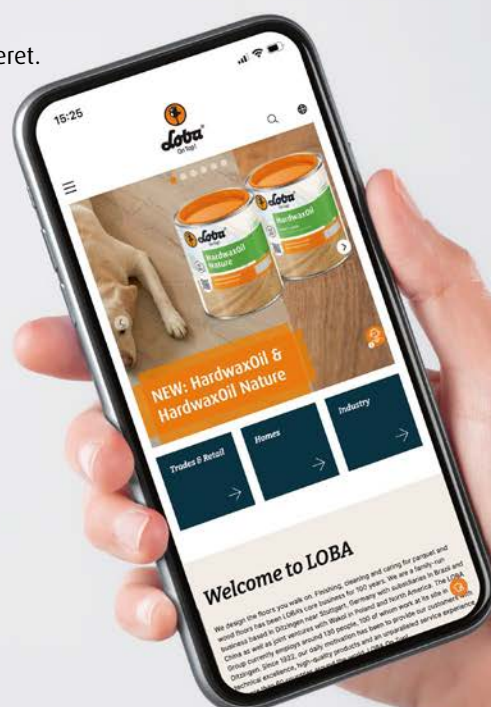 eret.
15:25
Loba
On Top!
Loba
HardwaxOil
Nature
Loba
HardwaxOil
NEW: HardwaxOil &
HardwaxOil Nature
Trades & Retail
Homes
Industry
Welcome to LOBA
We design the floors you walk on. Finishing, cleaning and caring for parquet and
wood floors has been LOBA's core business for 100 years. We are a family-run
business based in Ditzingen near Stuttgart, Germany with subsidiaries in Brazil and
China as well as joint ventures with Wakol in Poland and North America. The LOBA
Group currently employs around 130 people, 100 of whom work at its site in
Ditzingen. Since 1922, our daily motivation has been to provide our customers with
technical excellence, high-quality products and an unparalleled service experience